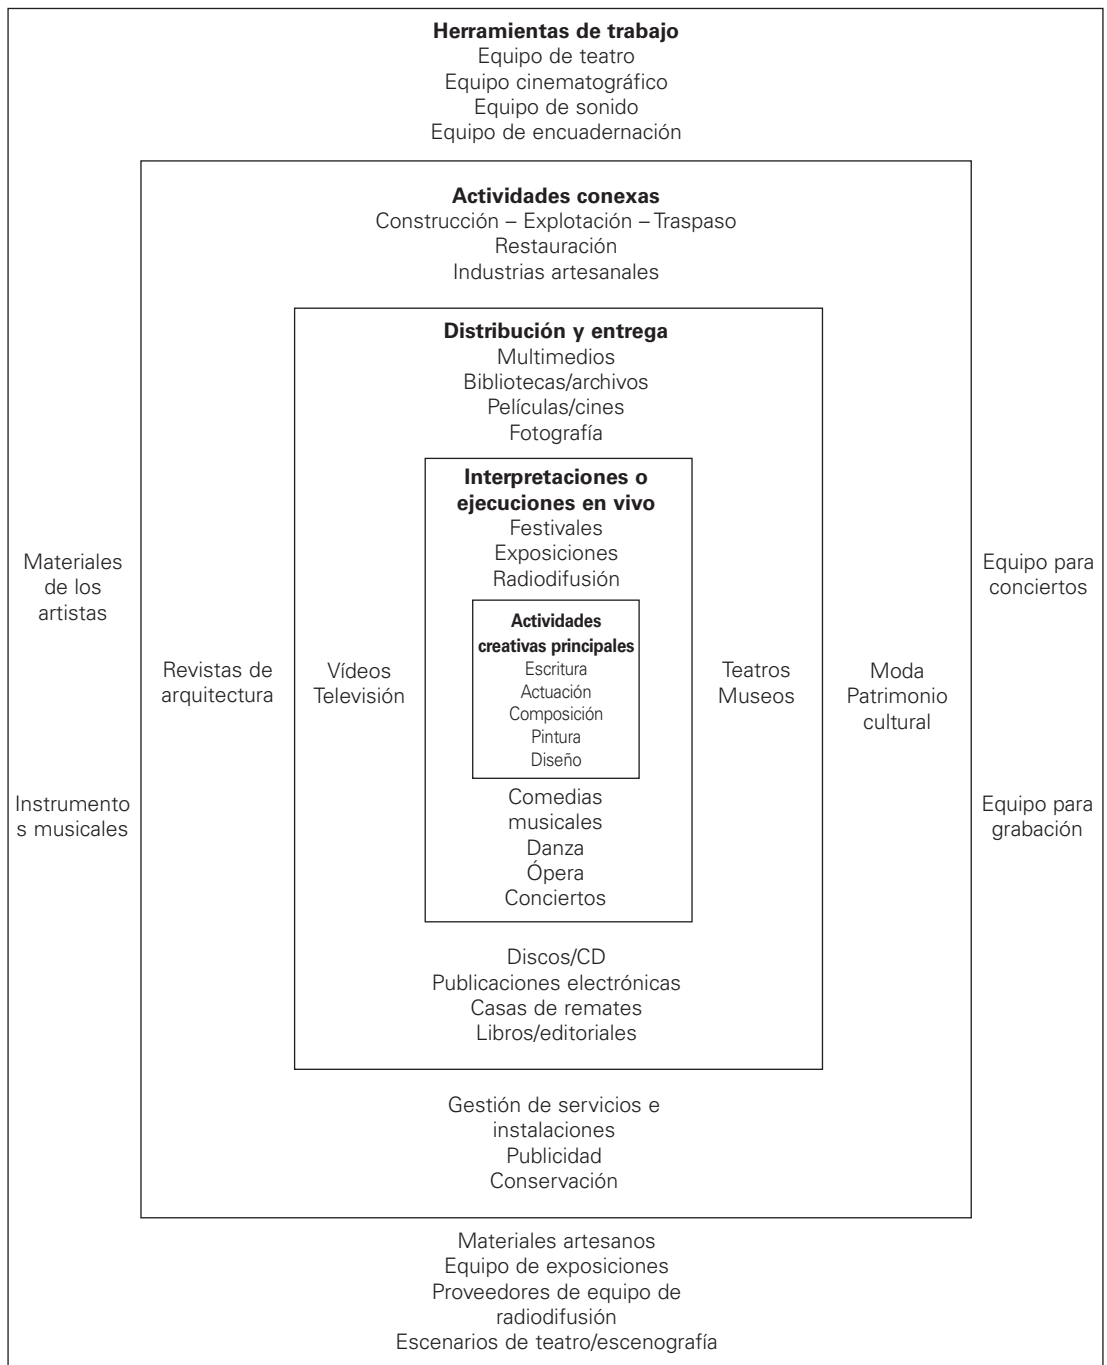 Herramientas de trabajo
Equipo de teatro
Equipo cinematográfico
Equipo de sonido
Equipo de encuadernación
Actividades conexas
Construcción – Explotación – Traspaso
Restauración
Industrias artesanales
Distribución y entrega
Multimedios
Bibliotecas/archivos
Películas/cines
Fotografía
Interpretaciones o
ejecuciones en vivo
Festivales
Exposiciones
Radiodifusión
Materiales
de los
artistas
Equipo para
conciertos
Actividades
creativas principales
Escritura
Actuación
Composición
Pintura
Diseño
Revistas de
arquitectura
Vídeos
Televisión
Teatros
Museos
Moda
Patrimonio
cultural
Instrumento
s musicales
Equipo para
grabación
Comedias
musicales
Danza
Ópera
Conciertos
Discos/CD
Publicaciones electrónicas
Casas de remates
Libros/editoriales
Gestión de servicios e
instalaciones
Publicidad
Conservación
Materiales artesanos
Equipo de exposiciones
Proveedores de equipo de
radiodifusión
Escenarios de teatro/escenografía